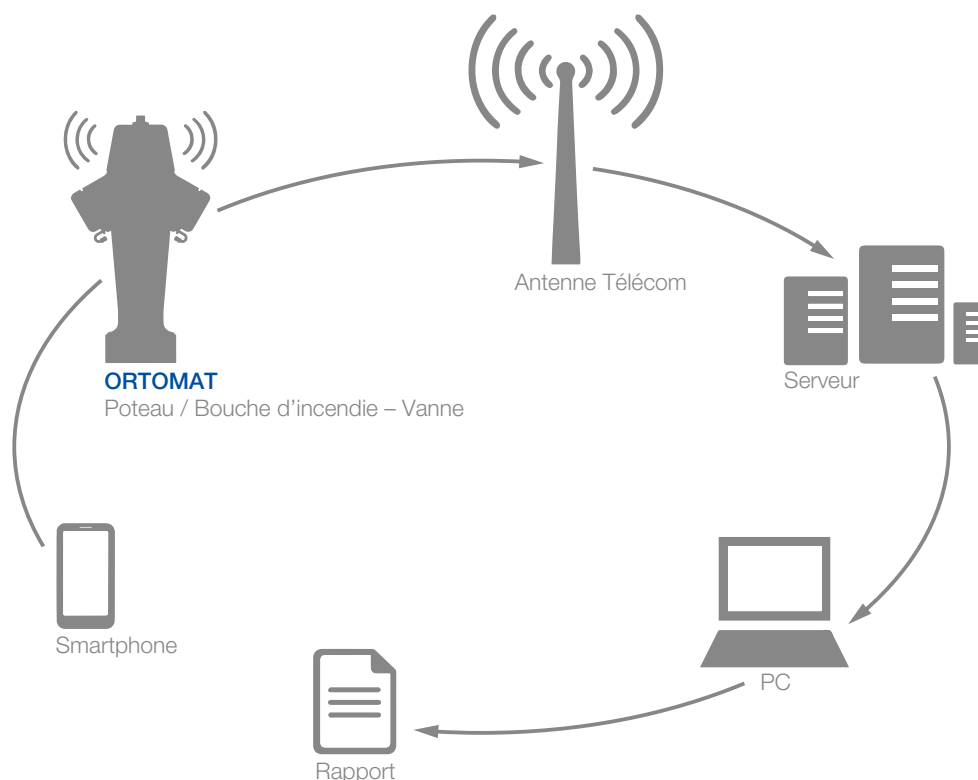 Antenne Télécom
Serveur
ORTOMAT
Poteau / Bouche d'incendie – Vanne
Smartphone
PC
Rapport